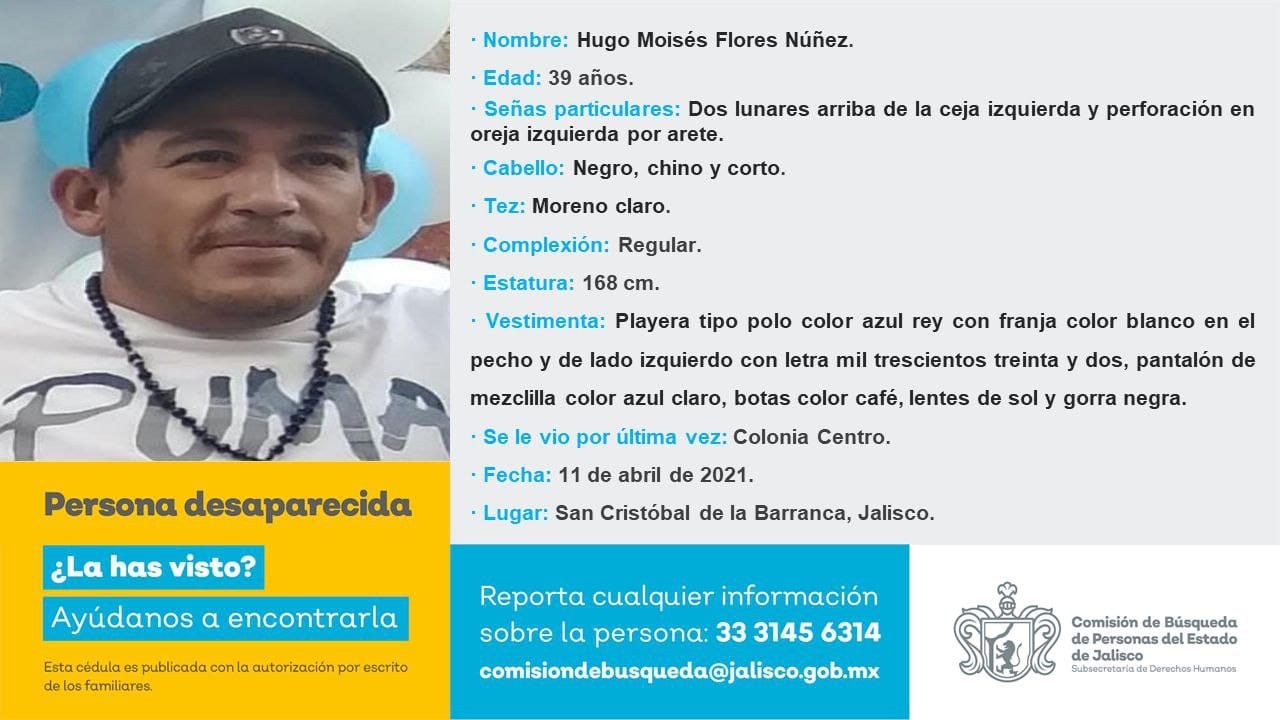 PUMA
Persona desaparecida
¿La has visto?
Ayúdanos a encontrarla
Esta cédula es publicada con la autorización por escrito
de los familiares.
· Nombre: Hugo Moisés Flores Núñez.
· Edad: 39 años.
· Señas particulares: Dos lunares arriba de la ceja izquierda y perforación en
oreja izquierda por arete.
· Cabello: Negro, chino y corto.
· Tez: Moreno claro.
· Complexión: Regular.
· Estatura: 168 cm.
· Vestimenta: Playera tipo polo color azul rey con franja color blanco en el
pecho y de lado izquierdo con letra mil trescientos treinta y dos, pantalón de
mezclilla color azul claro, botas color café, lentes de sol y gorra negra.
· Se le vio por última vez: Colonia Centro.
· Fecha: 11 de abril de 2021.
· Lugar: San Cristóbal de la Barranca, Jalisco.
Reporta cualquier información
sobre la persona: 33 3145 6314
comisiondebusqueda@jalisco.gob.mx
Comisión de Búsqueda
de Personas del Estado
de Jalisco
Subsecretaría de Derechos Humanos